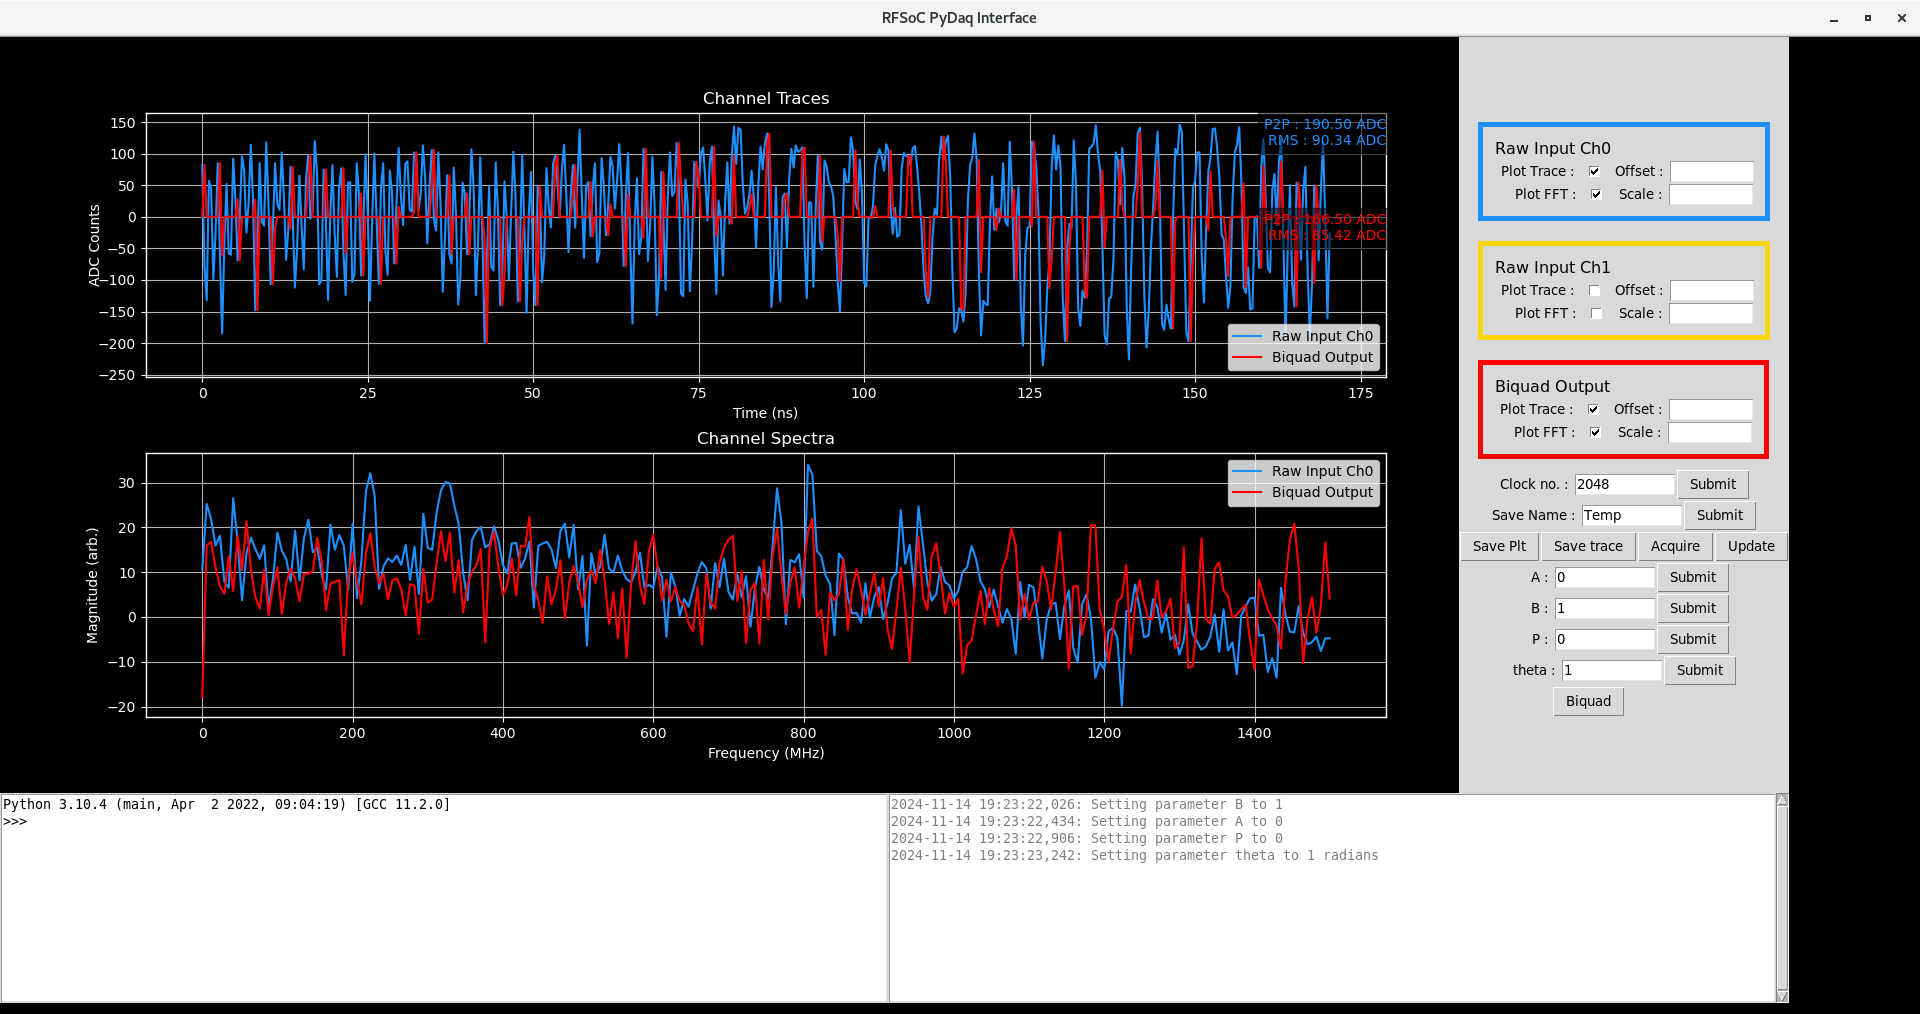 RFSoC PyDaq Interface
Channel Traces
P2P : 190.50 ADC
RMS : 90.34 ADC
P2P : 166.50 ADC
RMS : 85.42 ADC
150
100
50
0
−50
−100
−150
−200
−250
ADC Counts
Raw Input Ch0
Biquad Output
0 25 50 75 100 125 150 175
Time (ns)
Channel Spectra
Raw Input Ch0
Biquad Output
30
20
10
0
−10
−20
Magnitude (arb.)
0 200 400 600 800 1000 1200 1400
Frequency (MHz)
Raw Input Ch0
Plot Trace : Offset :
Plot FFT : Scale :
Raw Input Ch1
Plot Trace : Offset :
Plot FFT : Scale :
Biquad Output
Plot Trace : Offset :
Plot FFT : Scale :
Clock no. : 2048 Submit
Save Name : Temp Submit
Save Plt Save trace Acquire Update
A : 0 Submit
B : 1 Submit
P : 0 Submit
theta : 1 Submit
Biquad
Python 3.10.4 (main, Apr  2 2022, 09:04:19) [GCC 11.2.0]
>>>
2024-11-14 19:23:22,026: Setting parameter B to 1
2024-11-14 19:23:22,434: Setting parameter A to 0
2024-11-14 19:23:22,906: Setting parameter P to 0
2024-11-14 19:23:23,242: Setting parameter theta to 1 radians